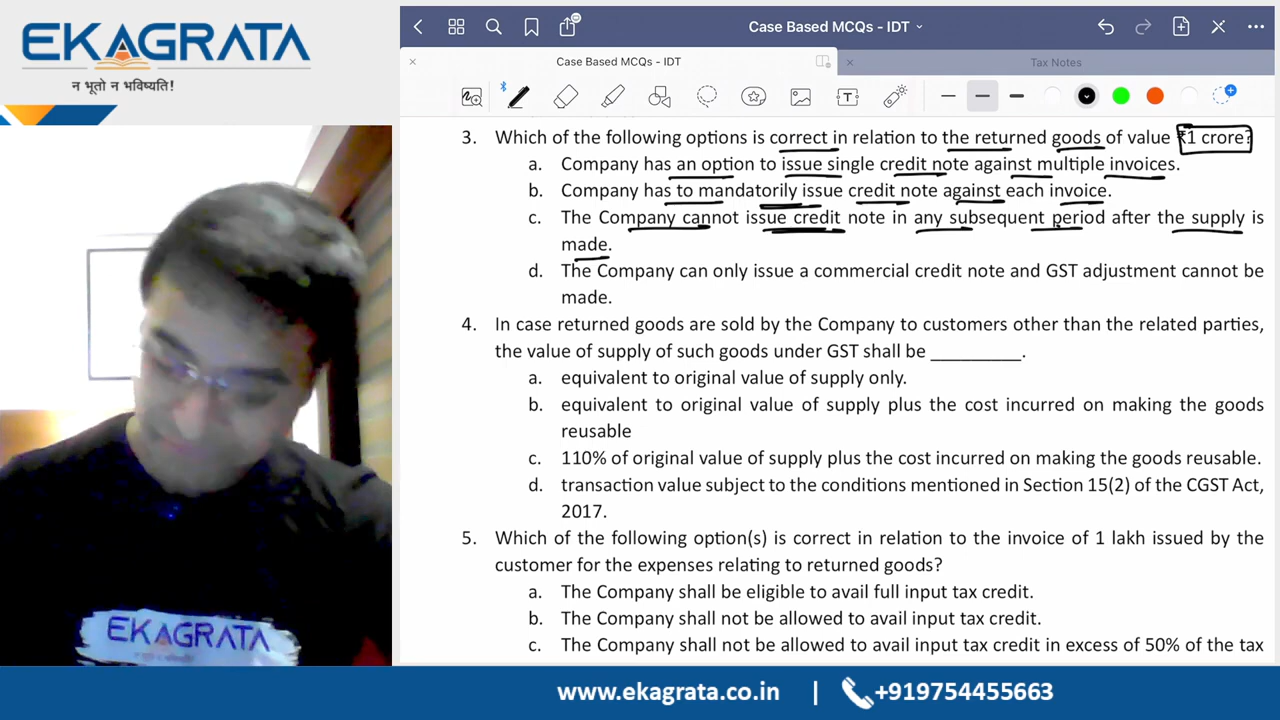 EKAGRATA
न भूतो न भविष्यति!
Case Based MCQs - IDT
Case Based MCQs - IDT
Tax Notes
3. Which of the following options is correct in relation to the returned goods of value ₹1 crore?
a. Company has an option to issue single credit note against multiple invoices.
b. Company has to mandatorily issue credit note against each invoice.
c. The Company cannot issue credit note in any subsequent period after the supply is
made.
d. The Company can only issue a commercial credit note and GST adjustment cannot be
made.
4. In case returned goods are sold by the Company to customers other than the related parties,
the value of supply of such goods under GST shall be _________.
a. equivalent to original value of supply only.
b. equivalent to original value of supply plus the cost incurred on making the goods
reusable
c. 110% of original value of supply plus the cost incurred on making the goods reusable.
d. transaction value subject to the conditions mentioned in Section 15(2) of the CGST Act,
2017.
5. Which of the following option(s) is correct in relation to the invoice of 1 lakh issued by the
customer for the expenses relating to returned goods?
a. The Company shall be eligible to avail full input tax credit.
b. The Company shall not be allowed to avail input tax credit.
c. The Company shall not be allowed to avail input tax credit in excess of 50% of the tax
EKAGRATA
www.ekagrata.co.in | +919754455663